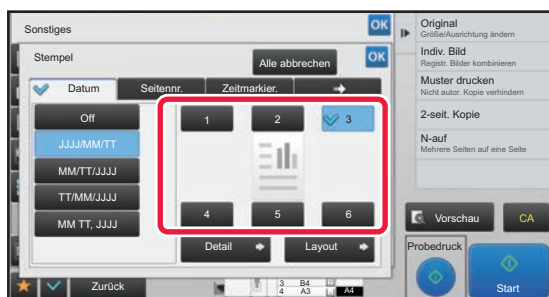 Sonstiges
OK
Stempel
Alle abbrechen
OK
Datum
Seitennr.
Zeitmarkier.
Off
JJJJ/MM/TT
MM/TT/JJJJ
TT/MM/JJJJ
MM TT, JJJJ
1
2
3
4
5
6
Detail
Layout
Zurück
3 B4
4 A3
A4
Original
Größe/Ausrichtung ändern
Indiv. Bild
Registr. Bilder kombinieren
Muster drucken
Nicht autor. Kopie verhindern
2-seit. Kopie
N-auf
Mehrere Seiten auf eine Seite
Vorschau
CA
Probedruck
Start